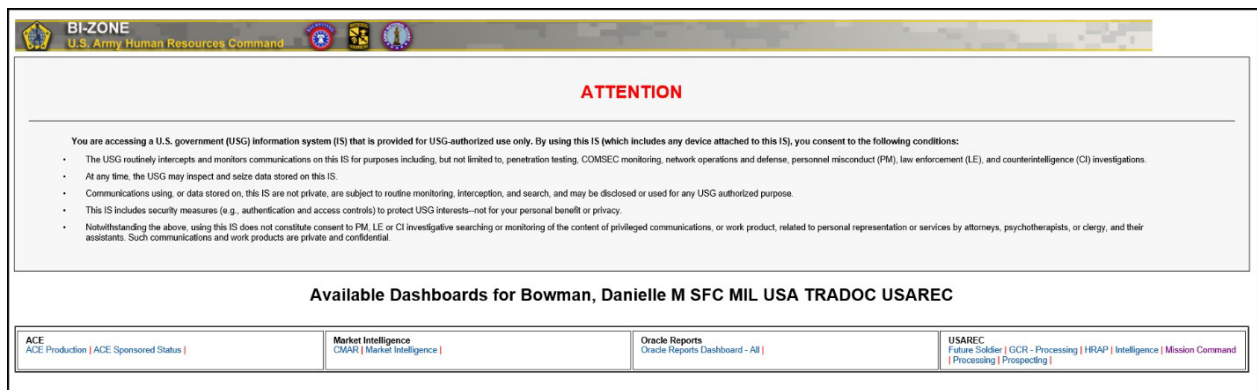 BI-ZONE
U.S. Army Human Resources Command
ATTENTION
You are accessing a U.S. government (USG) information system (IS) that is provided for USG-authorized use only. By using this IS (which includes any device attached to this IS), you consent to the following conditions:
· The USG routinely intercepts and monitors communications on this IS for purposes including, but not limited to, penetration testing, COMSEC monitoring, network operations and defense, personnel misconduct (PM), law enforcement (LE), and counterintelligence (CI) investigations.
· At any time, the USG may inspect and seize data stored on this IS.
· Communications using, or data stored on, this IS are not private, are subject to routine monitoring, interception, and search, and may be disclosed or used for any USG authorized purpose.
· This IS includes security measures (e.g., authentication and access controls) to protect USG interests--not for your personal benefit or privacy.
· Notwithstanding the above, using this IS does not constitute consent to PM, LE or CI investigative searching or monitoring of the content of privileged communications, or work product, related to personal representation or services by attorneys, psychotherapists, or clergy, and their
assistants. Such communications and work products are private and confidential.
Available Dashboards for Bowman, Danielle M SFC MIL USA TRADOC USAREC
ACE
ACE Production | ACE Sponsored Status |
Market Intelligence
CMAR | Market Intelligence |
Oracle Reports
Oracle Reports Dashboard - All |
USAREC
Future Soldier | GCR - Processing | HRAP | Intelligence | Mission Command
| Processing | Prospecting |